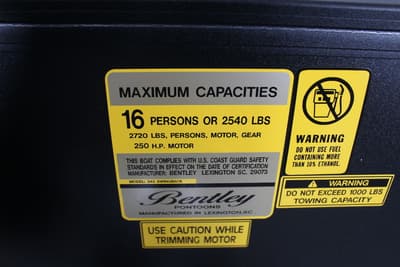 MAXIMUM CAPACITIES
16 PERSONS OR 2540 LBS
2720 LBS, PERSONS, MOTOR, GEAR
250 H.P. MOTOR
THIS BOAT COMPLIES WITH U.S. COAST GUARD SAFETY
STANDARDS IN EFFECT ON THE DATE OF CERTIFICATION
MANUFACTURER: BENTLEY LEXINGTON SC, 29073
Bentley
PONTOONS
MANUFACTURED IN LEXINGTON,SC
USE CAUTION WHILE
TRIMMING MOTOR
WARNING
DO NOT USE FUEL
CONTAINING MORE
THAN 10% ETHANOL.
WARNING
DO NOT EXCEED 1000 LBS
TOWING CAPACITY